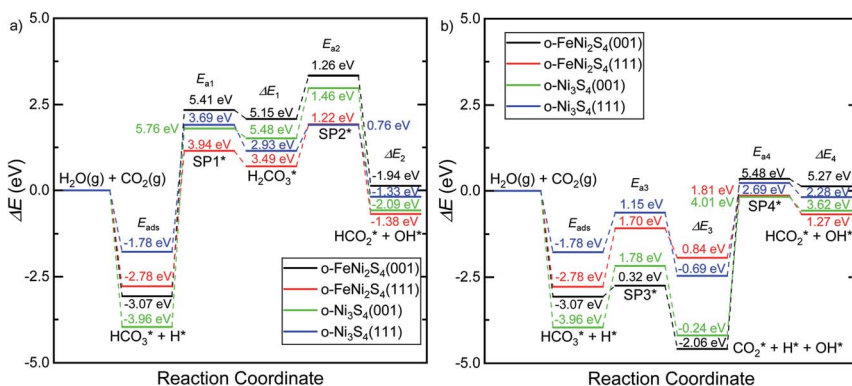 a)
5.0
2.5
0.0
-2.5
-5.0
ΔE (eV)
Reaction Coordinate
H₂O(g) + CO₂(g)
Eads
-1.78 eV
-2.78 eV
-3.07 eV
-3.96 eV
HCO₃* + H*
Ea1
5.41 eV
3.69 eV
5.76 eV
3.94 eV
SP1*
ΔE₁
5.15 eV
5.48 eV
2.93 eV
3.49 eV
H₂CO₃*
Ea2
1.26 eV
1.46 eV
1.22 eV
0.76 eV
SP2*
ΔE₂
-1.94 eV
-1.33 eV
-2.09 eV
-1.38 eV
HCO₂* + OH*
o-FeNi₂S₄(001)
o-FeNi₂S₄(111)
o-Ni₃S₄(001)
o-Ni₃S₄(111)
b)
5.0
2.5
0.0
-2.5
-5.0
ΔE (eV)
Reaction Coordinate
o-FeNi₂S₄(001)
o-FeNi₂S₄(111)
o-Ni₃S₄(001)
o-Ni₃S₄(111)
H₂O(g) + CO₂(g)
Eads
-1.78 eV
-2.78 eV
-3.07 eV
-3.96 eV
HCO₃* + H*
Ea3
1.15 eV
1.70 eV
1.78 eV
0.32 eV
SP3*
ΔE₃
0.84 eV
-0.69 eV
-0.24 eV
-2.06 eV
CO₂* + H* + OH*
Ea4
5.48 eV
1.81 eV
2.69 eV
4.01 eV
SP4*
ΔE₄
5.27 eV
2.28 eV
3.62 eV
1.27 eV
HCO₂* + OH*